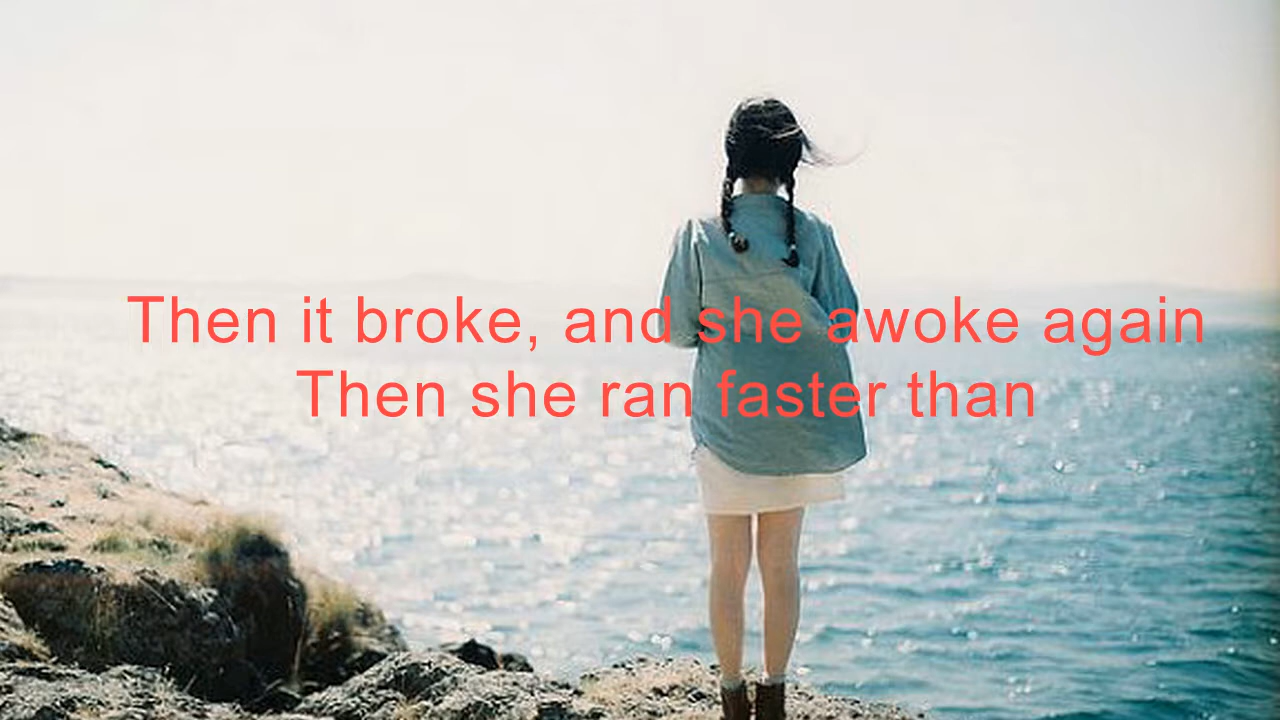 Then it broke, and she awoke again
Then she ran faster than